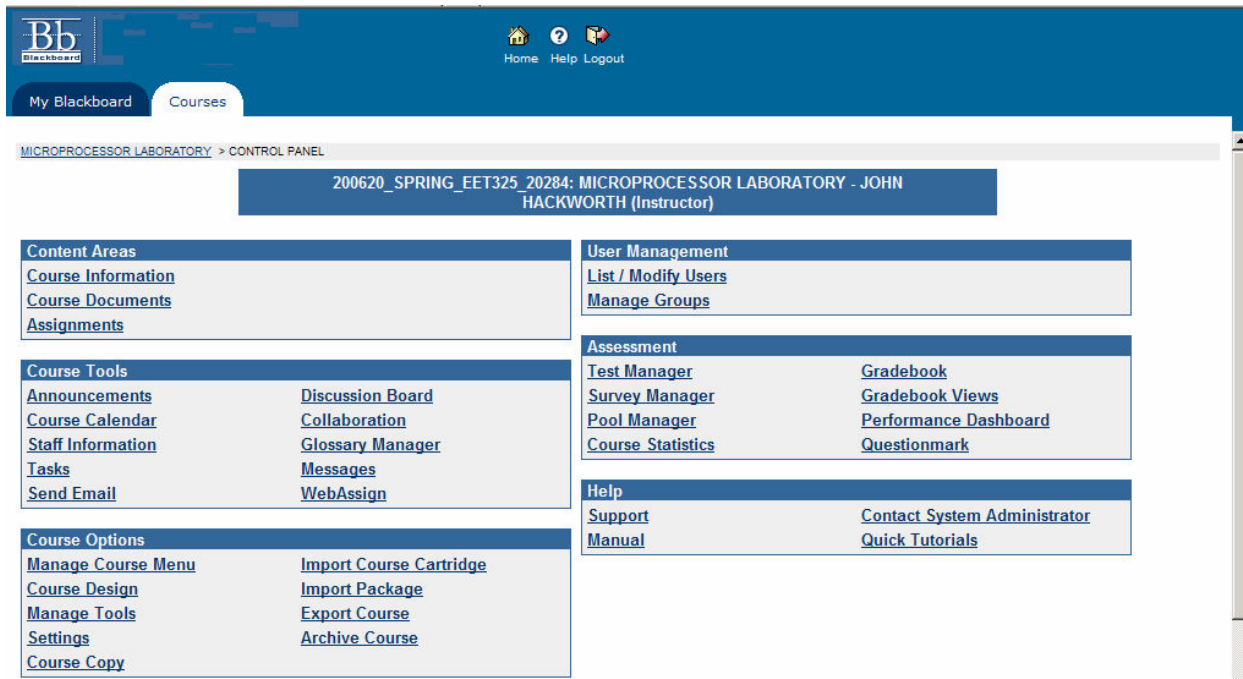 Bb
Blackboard
Home Help Logout
My Blackboard Courses
MICROPROCESSOR LABORATORY > CONTROL PANEL
200620_SPRING_EET325_20284: MICROPROCESSOR LABORATORY - JOHN
HACKWORTH (Instructor)
Content Areas
Course Information
Course Documents
Assignments
Course Tools
Announcements Discussion Board
Course Calendar Collaboration
Staff Information Glossary Manager
Tasks Messages
Send Email WebAssign
Course Options
Manage Course Menu Import Course Cartridge
Course Design Import Package
Manage Tools Export Course
Settings Archive Course
Course Copy
User Management
List / Modify Users
Manage Groups
Assessment
Test Manager Gradebook
Survey Manager Gradebook Views
Pool Manager Performance Dashboard
Course Statistics Questionmark
Help
Support Contact System Administrator
Manual Quick Tutorials